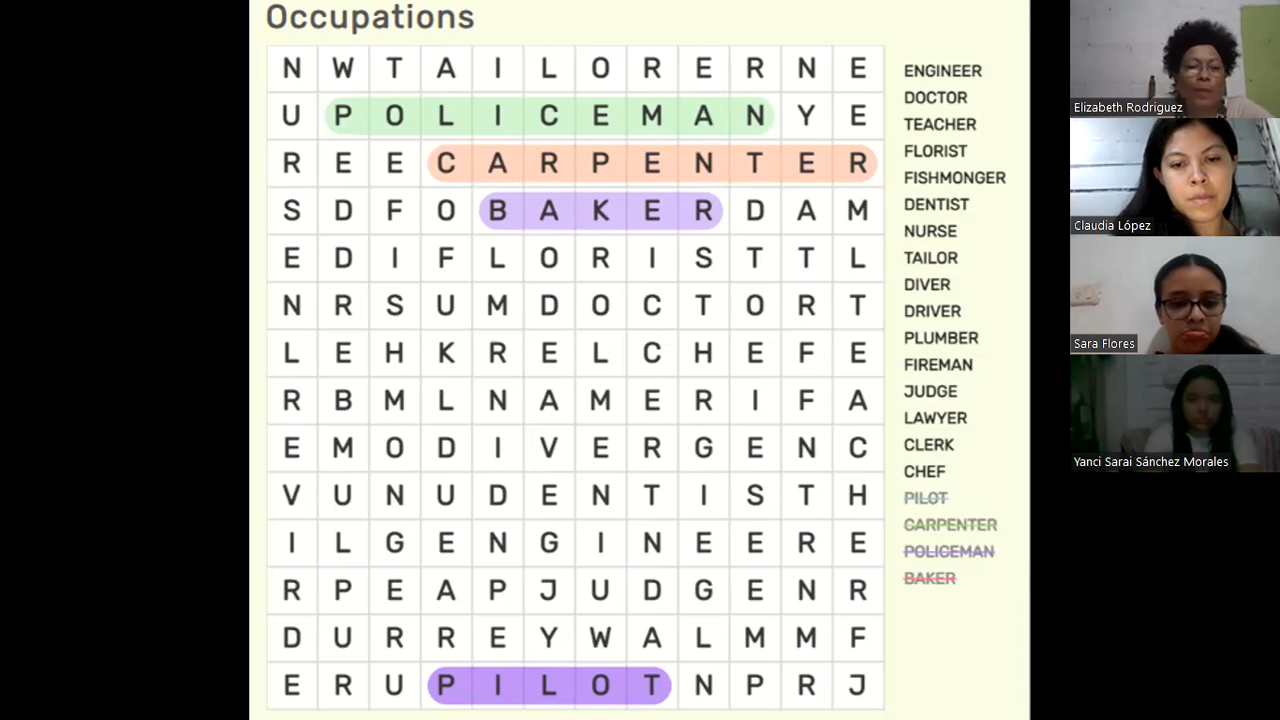 Occupations
N W T A I L O R E R N E
U P O L I C E M A N Y E
R E E C A R P E N T E R
S D F O B A K E R D A M
E D I F L O R I S T T L
N R S U M D O C T O R T
L E H K R E L C H E F E
R B M L N A M E R I F A
E M O D I V E R G E N C
V U N U D E N T I S T H
I L G E N G I N E E R E
R P E A P J U D G E N R
D U R R E Y W A L M M F
E R U P I L O T N P R J
ENGINEER
DOCTOR
TEACHER
FLORIST
FISHMONGER
DENTIST
NURSE
TAILOR
DIVER
DRIVER
PLUMBER
FIREMAN
JUDGE
LAWYER
CLERK
CHEF
PILOT
CARPENTER
POLICEMAN
BAKER
Elizabeth Rodriguez
Claudia López
Sara Flores
Yanci Sarai Sánchez Morales